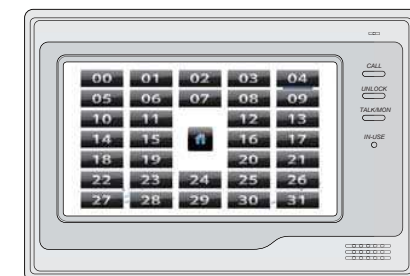 CALL
UNLOCK
TALK/MON
IN-USE
00 01 02 03 04
05 06 07 08 09
10 11 12 13
14 15 16 17
18 19 20 21
22 23 24 25 26
27 28 29 30 31